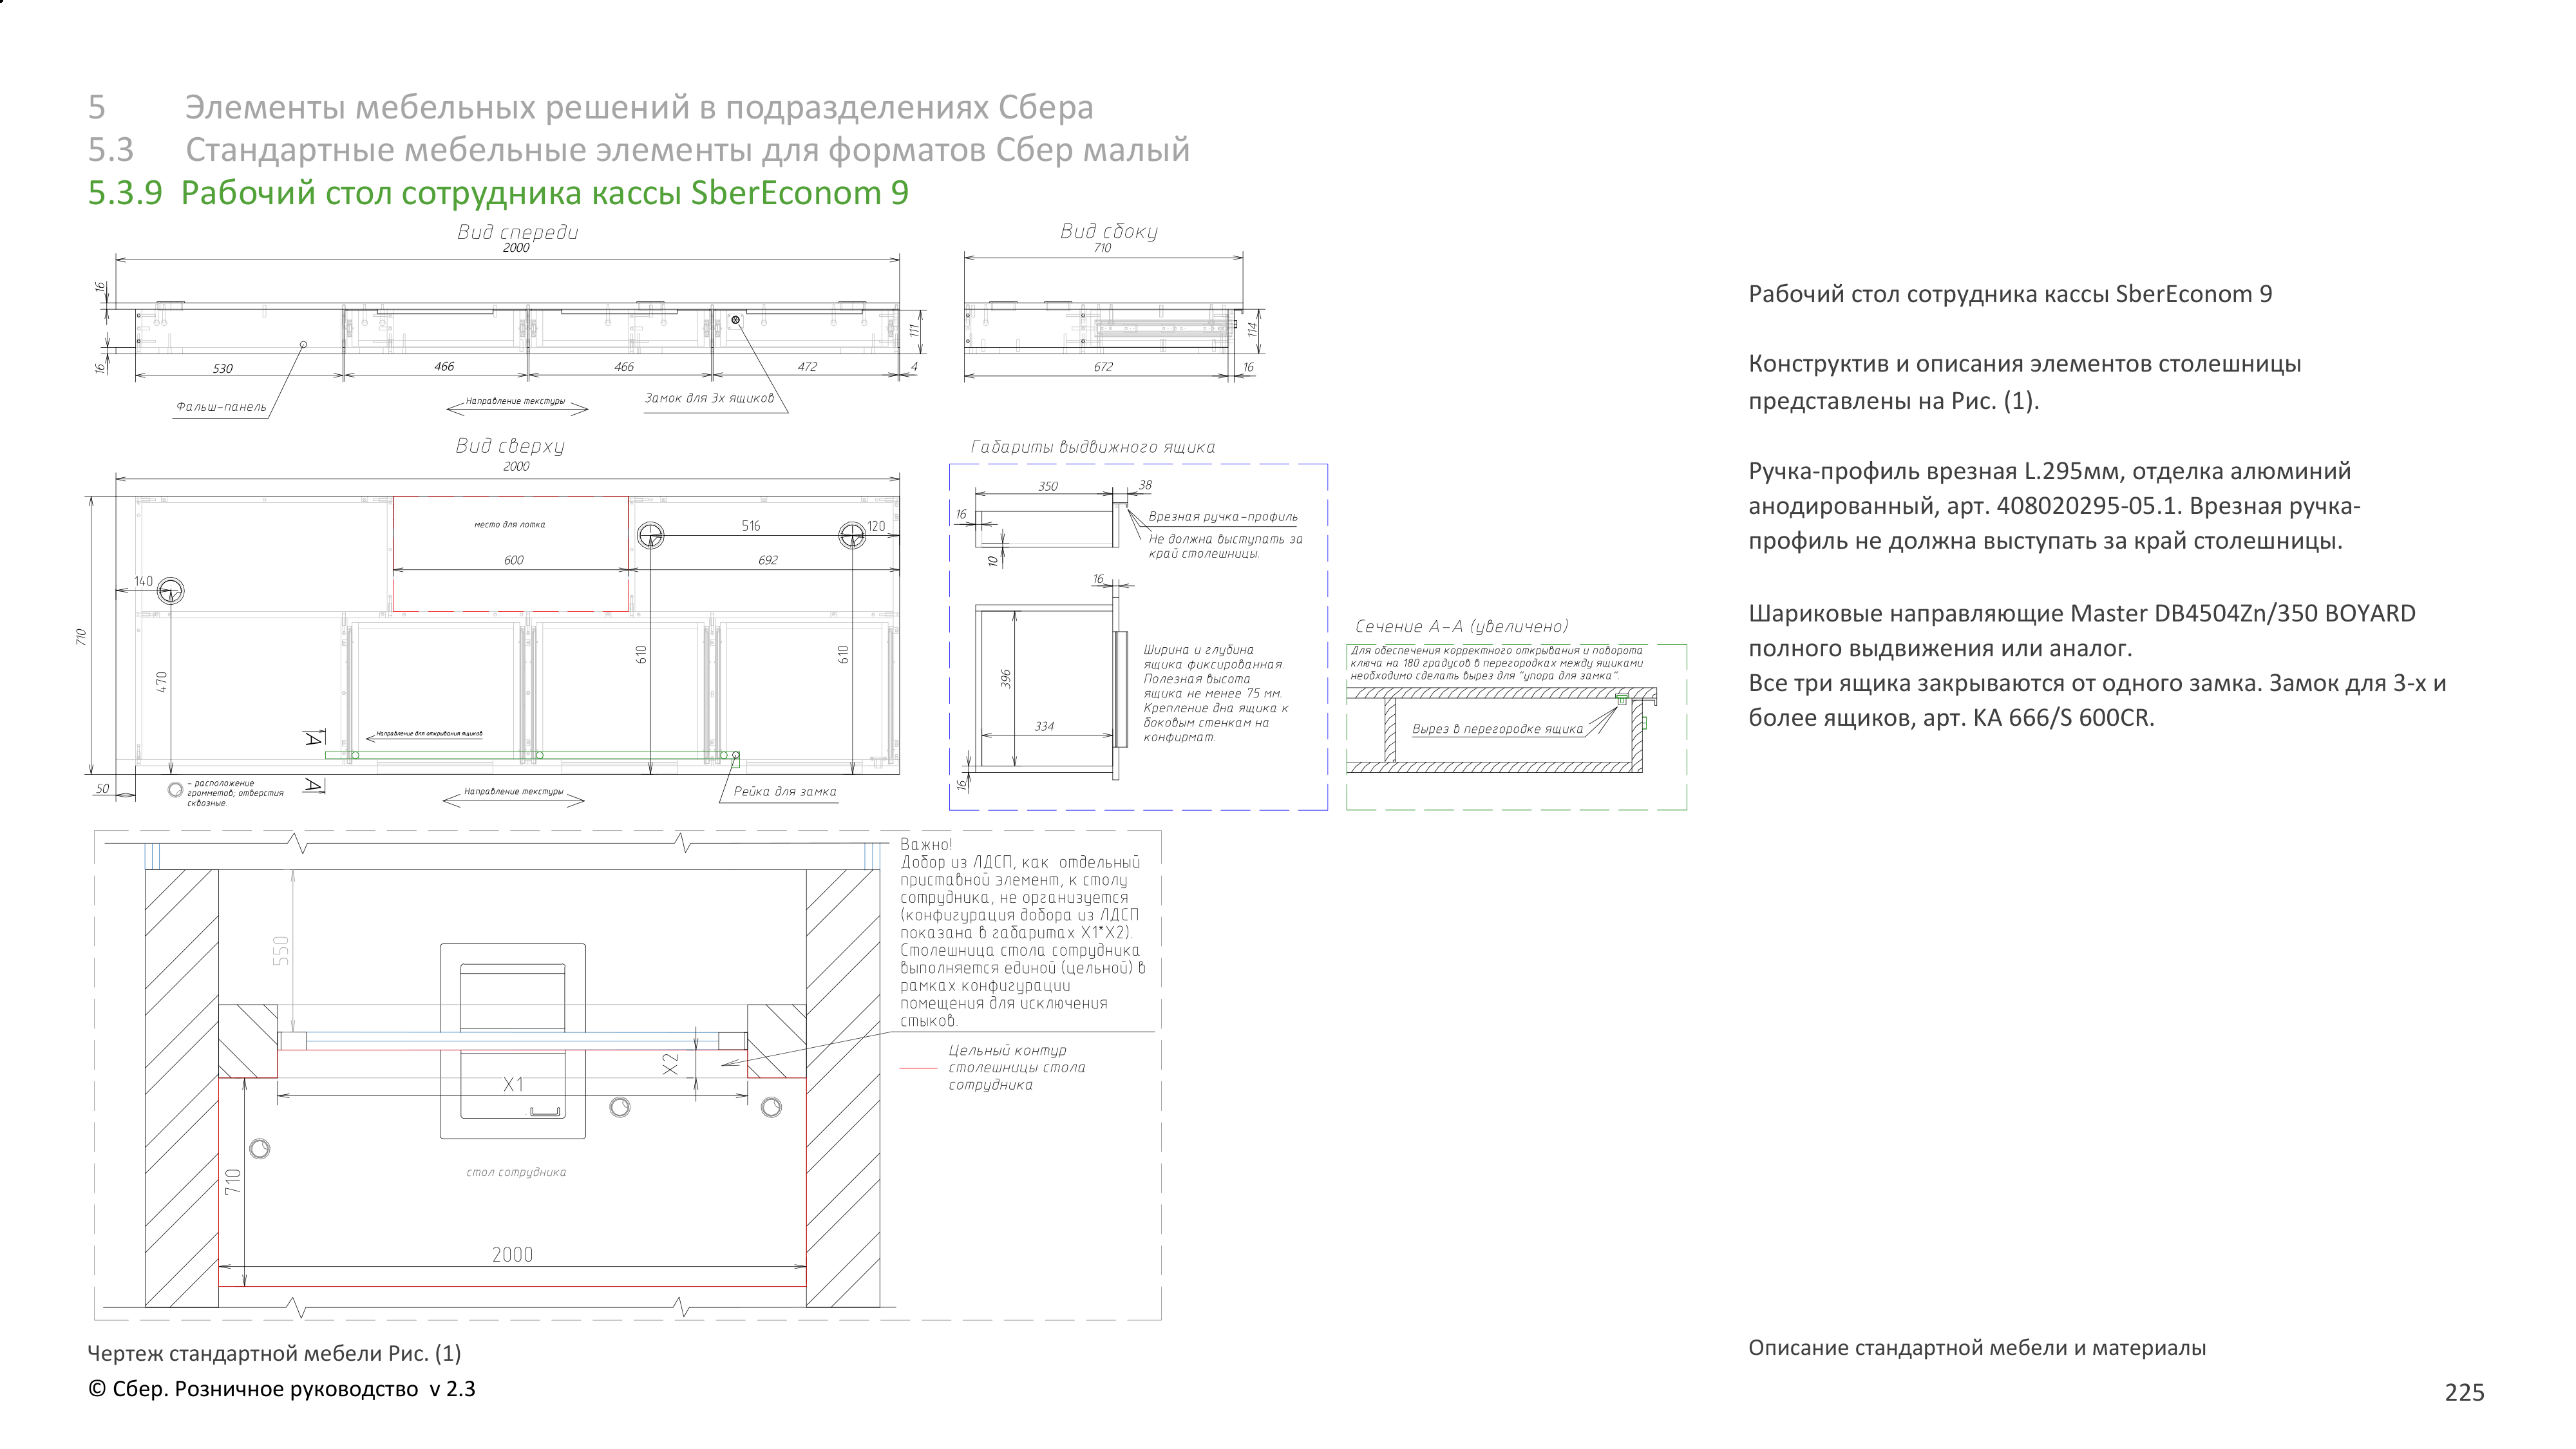 5 Элементы мебельных решений в подразделениях Сбера
5.3 Стандартные мебельные элементы для форматов Сбер малый
5.3.9 Рабочий стол сотрудника кассы SberEconom 9
Вид спереди
2000
16
16
530
466
466
472
4
111
Фальш-панель
Направление текстуры
Замок для 3х ящиков
Вид сбоку
710
114
672
16
Вид сверху
2000
место для лотка
516
120
600
692
140
710
470
610
610
А
А
Направление для открывания ящиков
50
- расположение
громметов; отверстия
сквозные.
Направление текстуры
Рейка для замка
Габариты выдвижного ящика
350
38
16
10
Врезная ручка-профиль
Не должна выступать за
край столешницы.
16
396
334
16
Ширина и глубина
ящика фиксированная.
Полезная высота
ящика не менее 75 мм.
Крепление дна ящика к
боковым стенкам на
конфирмат.
Сечение А-А (увеличено)
Для обеспечения корректного открывания и поворота
ключа на 180 градусов в перегородках между ящиками
необходимо сделать вырез для "упора для замка".
Вырез в перегородке ящика
550
X1
X2
710
2000
стол сотрудника
Важно!
Добор из ЛДСП, как отдельный
приставной элемент, к столу
сотрудника, не организуется
(конфигурация добора из ЛДСП
показана в габаритах X1*X2).
Столешница стола сотрудника
выполняется единой (цельной) в
рамках конфигурации
помещения для исключения
стыков.
Цельный контур
столешницы стола
сотрудника
Рабочий стол сотрудника кассы SberEconom 9
Конструктив и описания элементов столешницы
представлены на Рис. (1).
Ручка-профиль врезная L.295мм, отделка алюминий
анодированный, арт. 408020295-05.1. Врезная ручка-
профиль не должна выступать за край столешницы.
Шариковые направляющие Master DB4504Zn/350 BOYARD
полного выдвижения или аналог.
Все три ящика закрываются от одного замка. Замок для 3-х и
более ящиков, арт. KA 666/S 600CR.
Чертеж стандартной мебели Рис. (1)
Описание стандартной мебели и материалы
© Сбер. Розничное руководство v 2.3
225